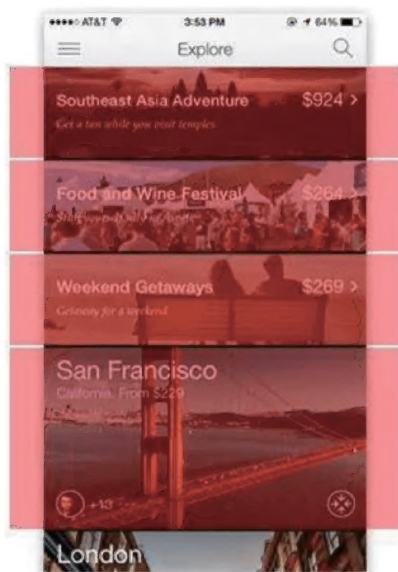 AT&T 3:53 PM 64%
Explore
Southeast Asia Adventure $924 >
Get a tan while you visit temples
Food and Wine Festival $264 >
Weekend Getaways $269 >
Getaway for a weekend
San Francisco
California. From $229
+13
London